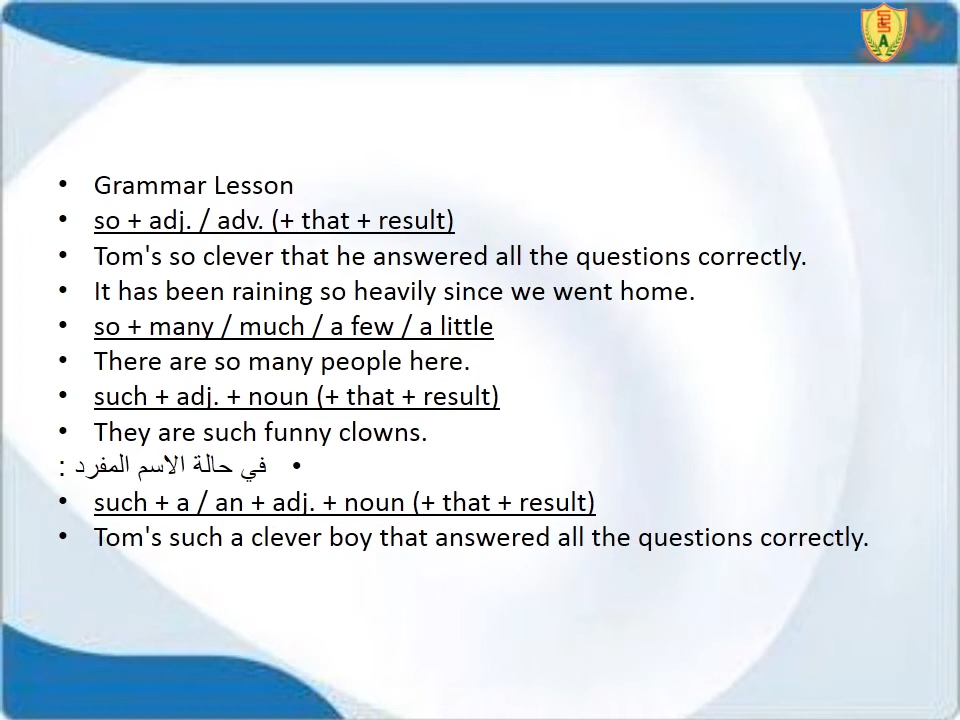 Grammar Lesson
so + adj. / adv. (+ that + result)
Tom's so clever that he answered all the questions correctly.
It has been raining so heavily since we went home.
so + many / much / a few / a little
There are so many people here.
such + adj. + noun (+ that + result)
They are such funny clowns.
في حالة الاسم المفرد :
such + a / an + adj. + noun (+ that + result)
Tom's such a clever boy that answered all the questions correctly.